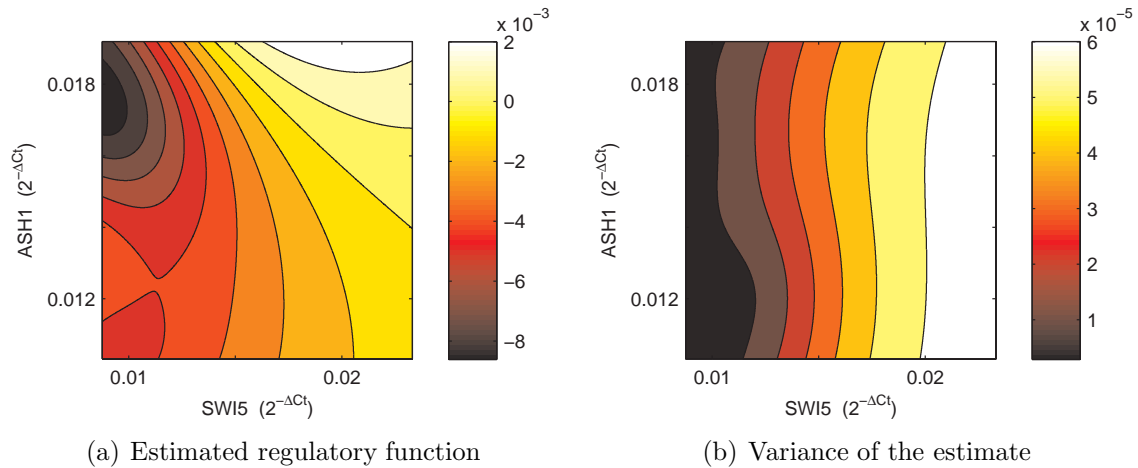 x 10⁻³
2
0
−2
−4
−6
−8
0.018
0.012
ASH1 (2^-ΔCt)
0.01 0.02
SWI5 (2^-ΔCt)
(a) Estimated regulatory function
x 10⁻⁵
6
5
4
3
2
1
0.018
0.012
ASH1 (2^-ΔCt)
0.01 0.02
SWI5 (2^-ΔCt)
(b) Variance of the estimate